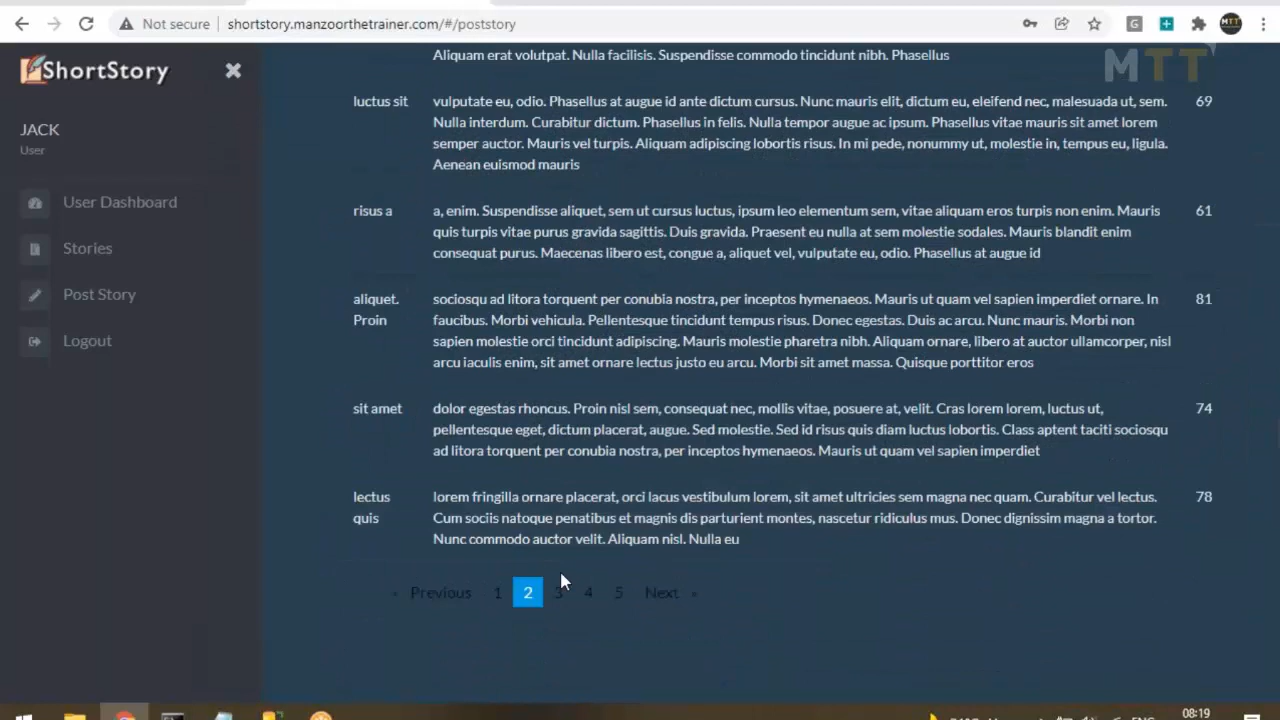 Not secure | shortstory.manzoorthetrainer.com/#/poststory
ShortStory
MTT
JACK
User
User Dashboard
Stories
Post Story
Logout
Aliquam erat volutpat. Nulla facilisis. Suspendisse commodo tincidunt nibh. Phasellus
luctus sit
vulputate eu, odio. Phasellus at augue id ante dictum cursus. Nunc mauris elit, dictum eu, eleifend nec, malesuada ut, sem.
Nulla interdum. Curabitur dictum. Phasellus in felis. Nulla tempor augue ac ipsum. Phasellus vitae mauris sit amet lorem
semper auctor. Mauris vel turpis. Aliquam adipiscing lobortis risus. In mi pede, nonummy ut, molestie in, tempus eu, ligula.
Aenean euismod mauris
69
risus a
a, enim. Suspendisse aliquet, sem ut cursus luctus, ipsum leo elementum sem, vitae aliquam eros turpis non enim. Mauris
quis turpis vitae purus gravida sagittis. Duis gravida. Praesent eu nulla at sem molestie sodales. Mauris blandit enim
consequat purus. Maecenas libero est, congue a, aliquet vel, vulputate eu, odio. Phasellus at augue id
61
aliquet.
Proin
sociosqu ad litora torquent per conubia nostra, per inceptos hymenaeos. Mauris ut quam vel sapien imperdiet ornare. In
faucibus. Morbi vehicula. Pellentesque tincidunt tempus risus. Donec egestas. Duis ac arcu. Nunc mauris. Morbi non
sapien molestie orci tincidunt adipiscing. Mauris molestie pharetra nibh. Aliquam ornare, libero at auctor ullamcorper, nisl
arcu iaculis enim, sit amet ornare lectus justo eu arcu. Morbi sit amet massa. Quisque porttitor eros
81
sit amet
dolor egestas rhoncus. Proin nisl sem, consequat nec, mollis vitae, posuere at, velit. Cras lorem lorem, luctus ut,
pellentesque eget, dictum placerat, augue. Sed molestie. Sed id risus quis diam luctus lobortis. Class aptent taciti sociosqu
ad litora torquent per conubia nostra, per inceptos hymenaeos. Mauris ut quam vel sapien imperdiet
74
lectus
quis
lorem fringilla ornare placerat, orci lacus vestibulum lorem, sit amet ultricies sem magna nec quam. Curabitur vel lectus.
Cum sociis natoque penatibus et magnis dis parturient montes, nascetur ridiculus mus. Donec dignissim magna a tortor.
Nunc commodo auctor velit. Aliquam nisl. Nulla eu
78
« Previous 1 2 3 4 5 Next »
08:19